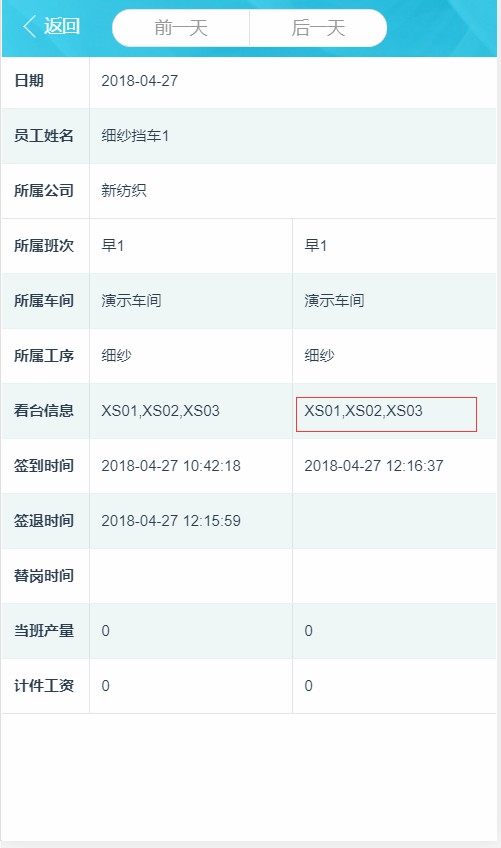 返回 前一天 后一天
日期 2018-04-27
员工姓名 细纱挡车1
所属公司 新纺织
所属班次 早1 早1
所属车间 演示车间 演示车间
所属工序 细纱 细纱
看台信息 XS01,XS02,XS03 XS01,XS02,XS03
签到时间 2018-04-27 10:42:18 2018-04-27 12:16:37
签退时间 2018-04-27 12:15:59
替岗时间
当班产量 0 0
计件工资 0 0